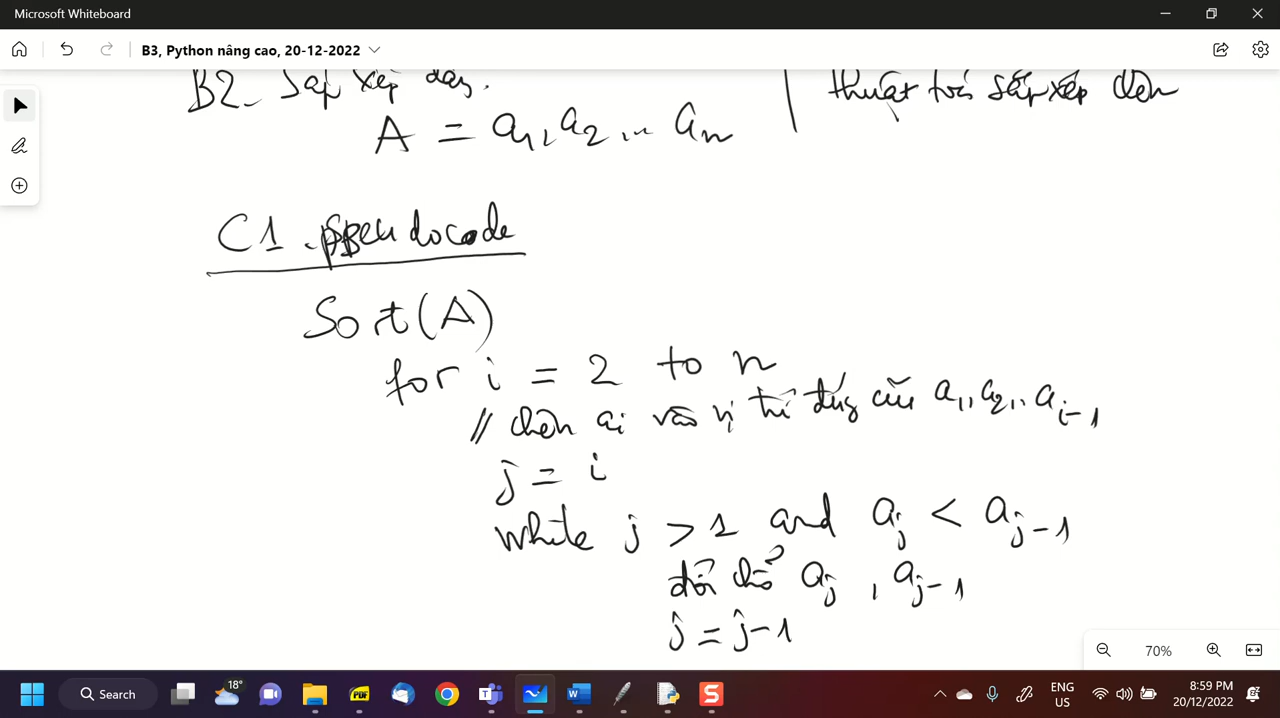 Microsoft Whiteboard
B3, Python nâng cao, 20-12-2022
B2. Sắp xếp dãy.
thuật toán sắp xếp chèn
A = a1, a2 ... an
C1. pseudocode
Sort(A)
for i = 2 to n
// chèn ai vào vị trí đúng của a1, a2, .. ai-1
j = i
while j > 1 and aj < aj-1
đổi chỗ aj, aj-1
j = j-1
70%
18°
Search
ENG
US
8:59 PM
20/12/2022